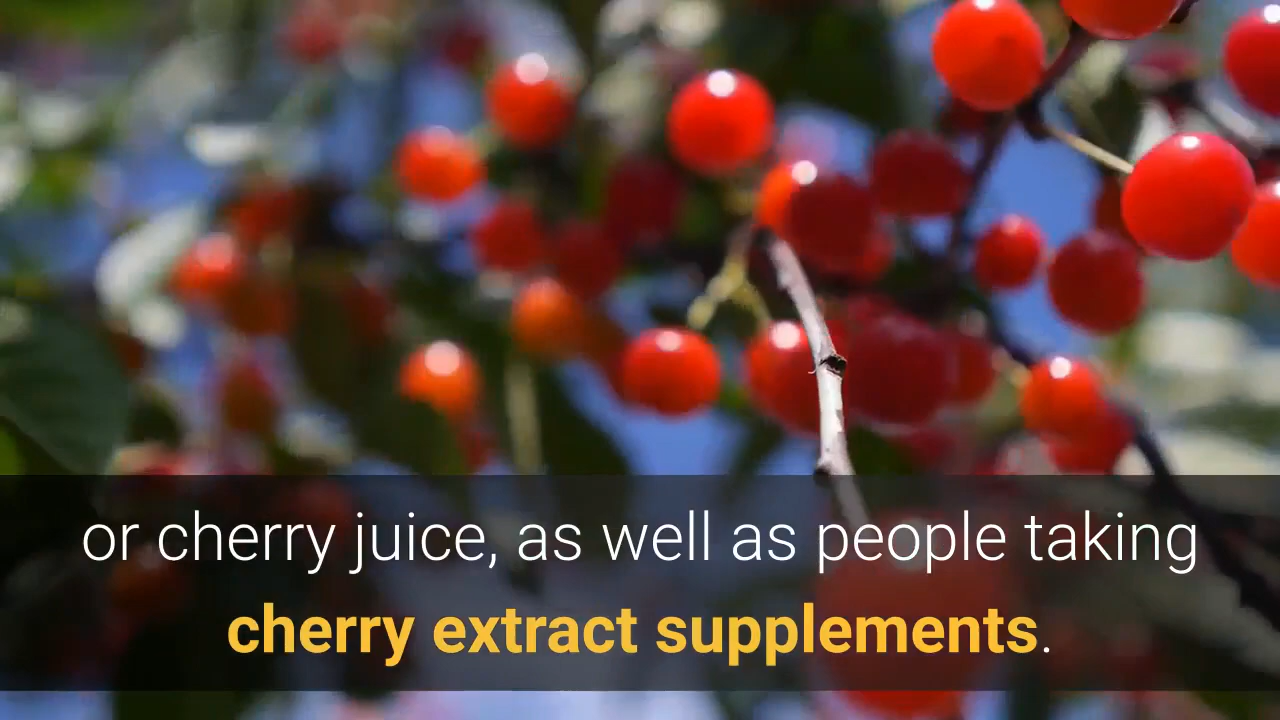 or cherry juice, as well as people taking
cherry extract supplements.